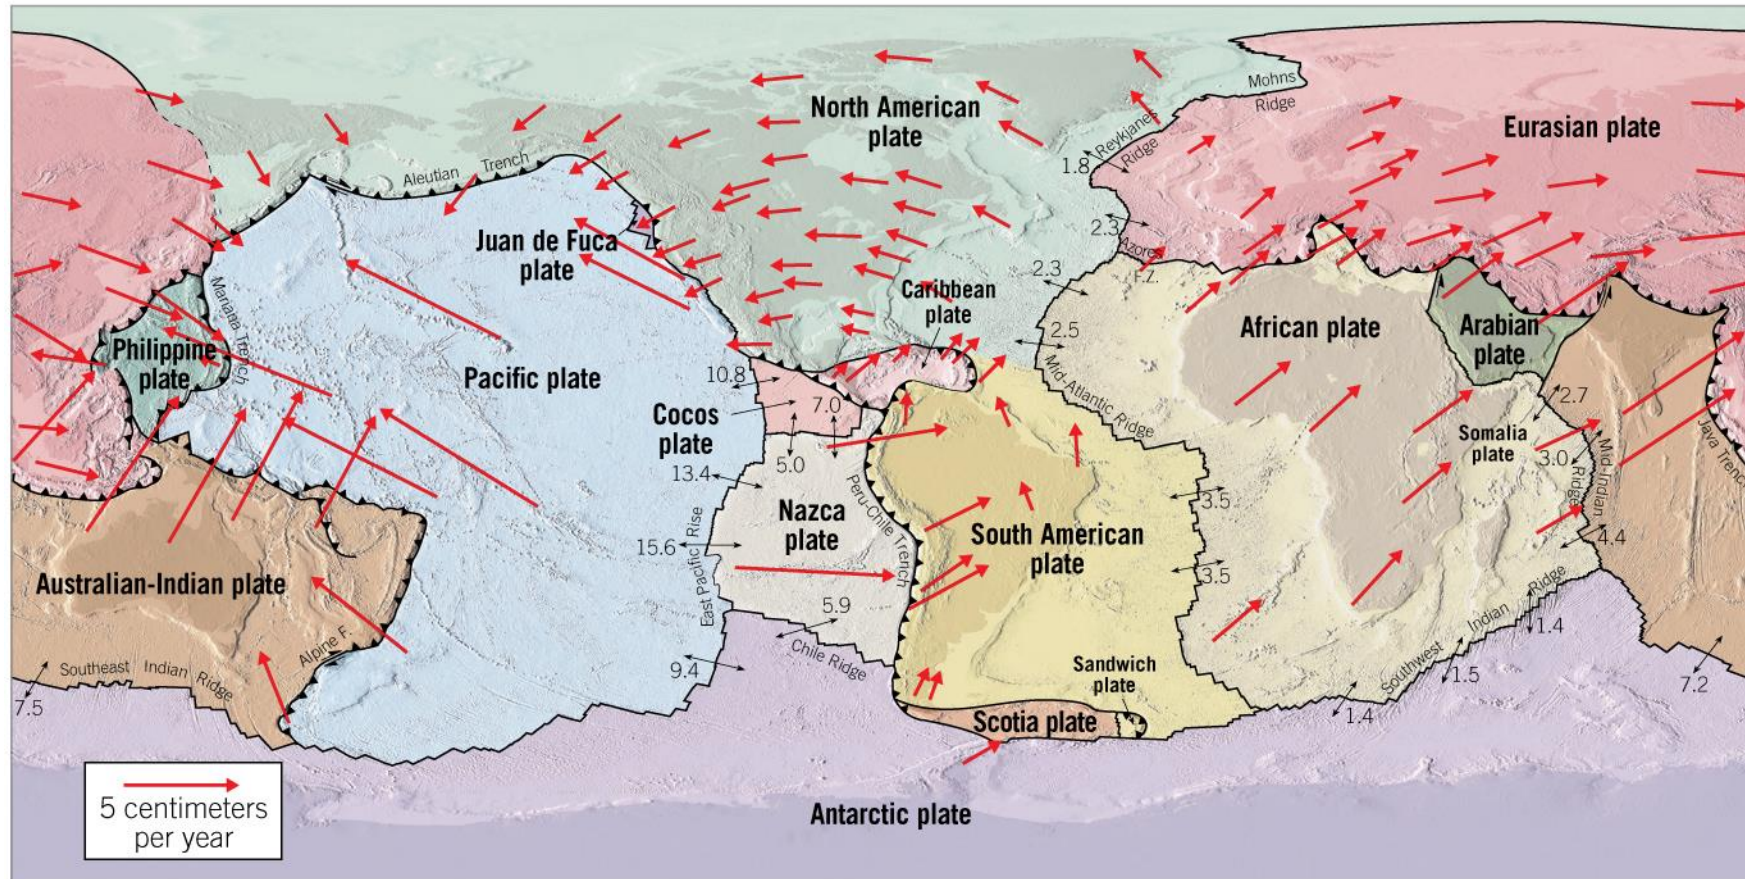 Mohns
Ridge
North American
plate
Eurasian plate
Reykjanes
Ridge
1.8
Aleutian Trench
2.3
Azores
F.Z.
Juan de Fuca
plate
2.3
Caribbean
plate
Mariana Trench
Philippine
plate
2.5
African plate
Arabian
plate
Pacific plate
10.8
7.0
Mid-Atlantic Ridge
2.7
Cocos
plate
Somalia
plate
5.0
3.0
Mid-Indian
Ridge
Java Trench
13.4
Peru-Chile Trench
3.5
Nazca
plate
South American
plate
15.6
East Pacific Rise
4.4
3.5
Australian-Indian plate
5.9
Alpine F.
Chile Ridge
1.4
Southwest Indian Ridge
Southeast Indian Ridge
9.4
Sandwich
plate
1.5
7.2
7.5
Scotia plate
1.4
5 centimeters
per year
Antarctic plate